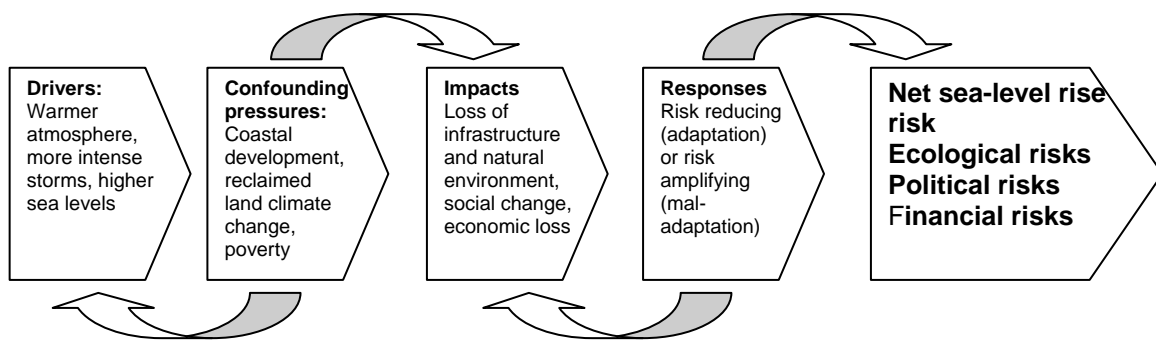 Drivers:
Warmer
atmosphere,
more intense
storms, higher
sea levels
Confounding
pressures:
Coastal
development,
reclaimed
land climate
change,
poverty
Impacts
Loss of
infrastructure
and natural
environment,
social change,
economic loss
Responses
Risk reducing
(adaptation)
or risk
amplifying
(mal-
adaptation)
Net sea-level rise
risk
Ecological risks
Political risks
Financial risks